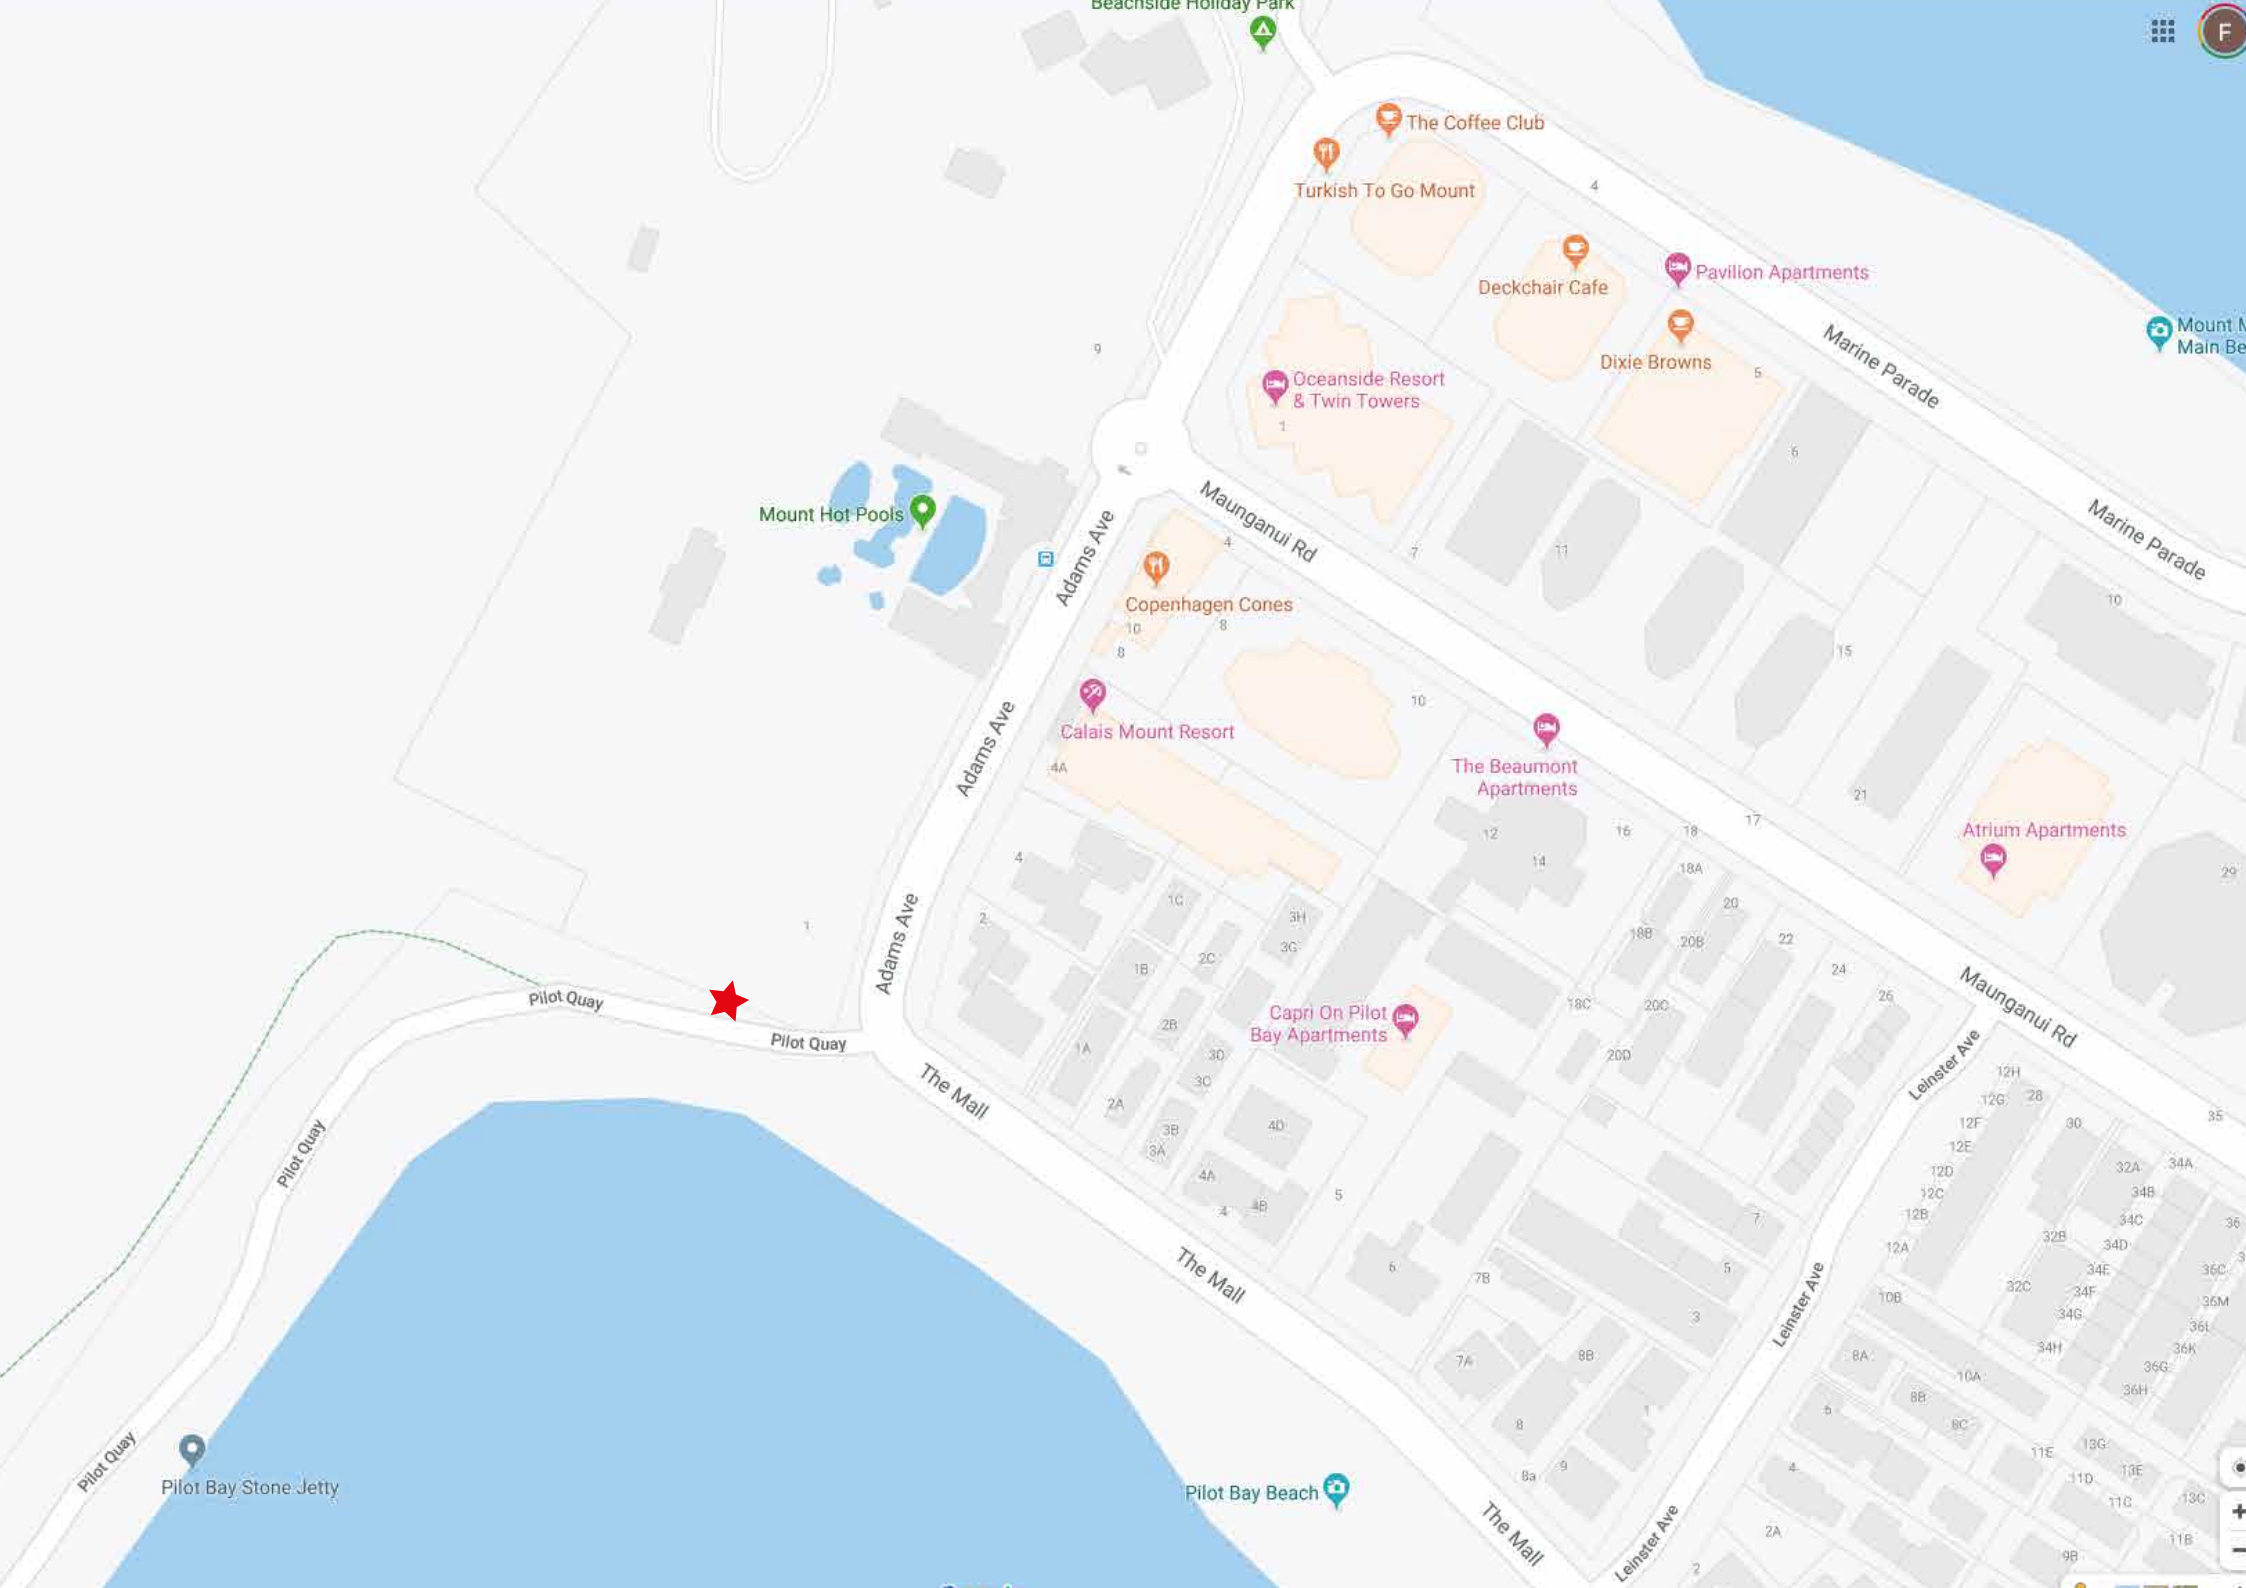 Beachside Holiday Park
F
The Coffee Club
Turkish To Go Mount
4
Deckchair Cafe
Pavilion Apartments
Mount M
Main Be
Marine Parade
Dixie Browns
5
9
Oceanside Resort
& Twin Towers
1
6
Mount Hot Pools
Adams Ave
Maunganui Rd
Marine Parade
4
7
11
10
Copenhagen Cones
10
8
8
15
Calais Mount Resort
10
Adams Ave
4A
The Beaumont
Apartments
21
12
14
16
18
17
Atrium Apartments
4
18A
29
1C
20
2
3H
1
Adams Ave
18B
20B
22
3G
2C
1B
24
26
Pilot Quay
Maunganui Rd
18C
20C
Capri On Pilot
Bay Apartments
2B
Pilot Quay
1A
3D
20D
Leinster Ave
The Mall
3C
12H
2A
12G
28
35
Pilot Quay
3B
4D
12F
30
3A
12E
4A
12D
32A
34A
12C
34B
5
4
4B
12B
34C
7
36
32B
34D
12A
The Mall
6
7B
5
34E
36C
32C
34F
10B
36M
Leinster Ave
34G
3
36L
34H
36K
7A
8B
8A
36G
10A
36H
8B
1
6
8C
8
Pilot Quay
11E
13G
8a
9
4
11D
13E
Pilot Bay Stone Jetty
Pilot Bay Beach
11C
13C
The Mall
Leinster Ave
2A
11B
9B
2